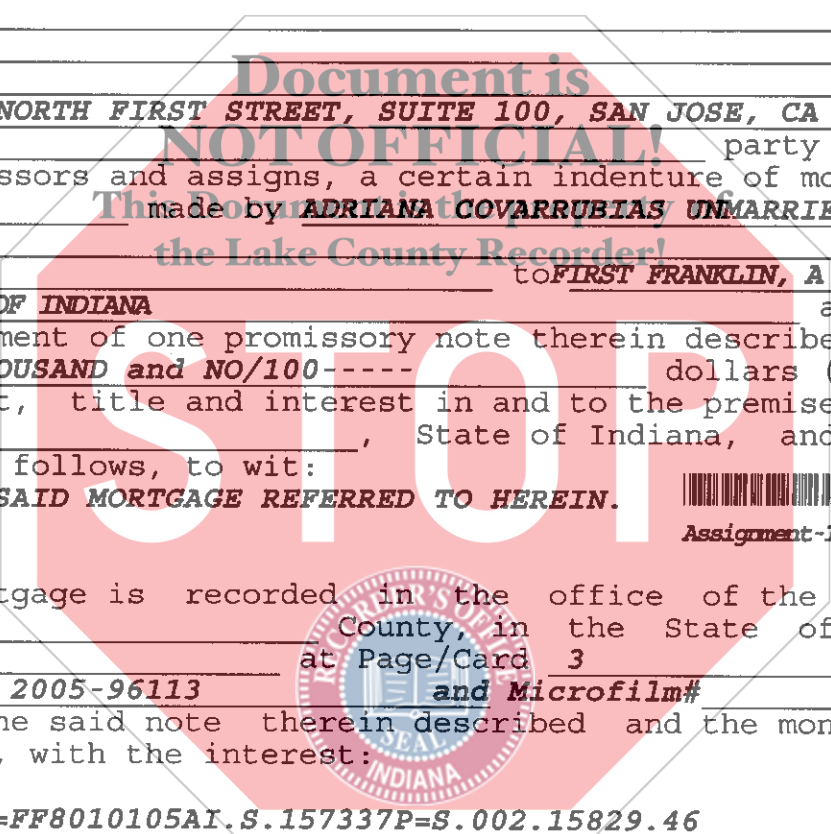 Document is
NORTH FIRST STREET, SUITE 100, SAN JOSE, CA
NOT OFFICIAL!
party
ssors and assigns, a certain indenture of mo
This Document is the property of
made by ADRIANA COVARRUBIAS UNMARRIE
the Lake County Recorder!
to FIRST FRANKLIN, A
OF INDIANA a
ment of one promissory note therein describe
OUSAND and NO/100----- dollars (
t, title and interest in and to the premise
STOP
, State of Indiana, and
follows, to wit:
SAID MORTGAGE REFERRED TO HEREIN.
Assignment-
tgage is recorded in the office of the
RECORDER'S OFFICE
County, in the State of
at Page/Card 3
2005-96113 and Microfilm#
he said note therein described and the mon
SEAL
, with the interest:
INDIANA
=FF8010105AI.S.157337P=S.002.15829.46